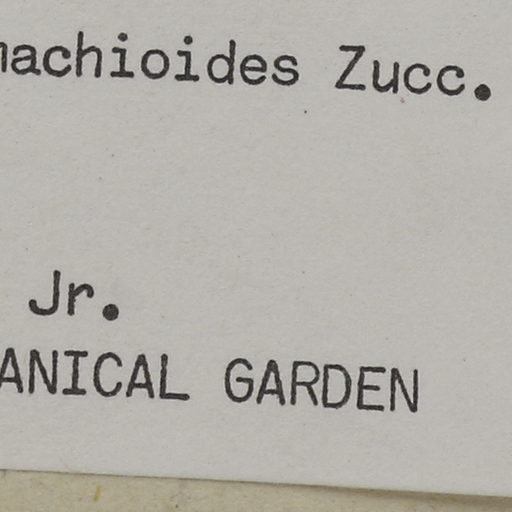 machioides Zucc.
Jr.
ANICAL GARDEN